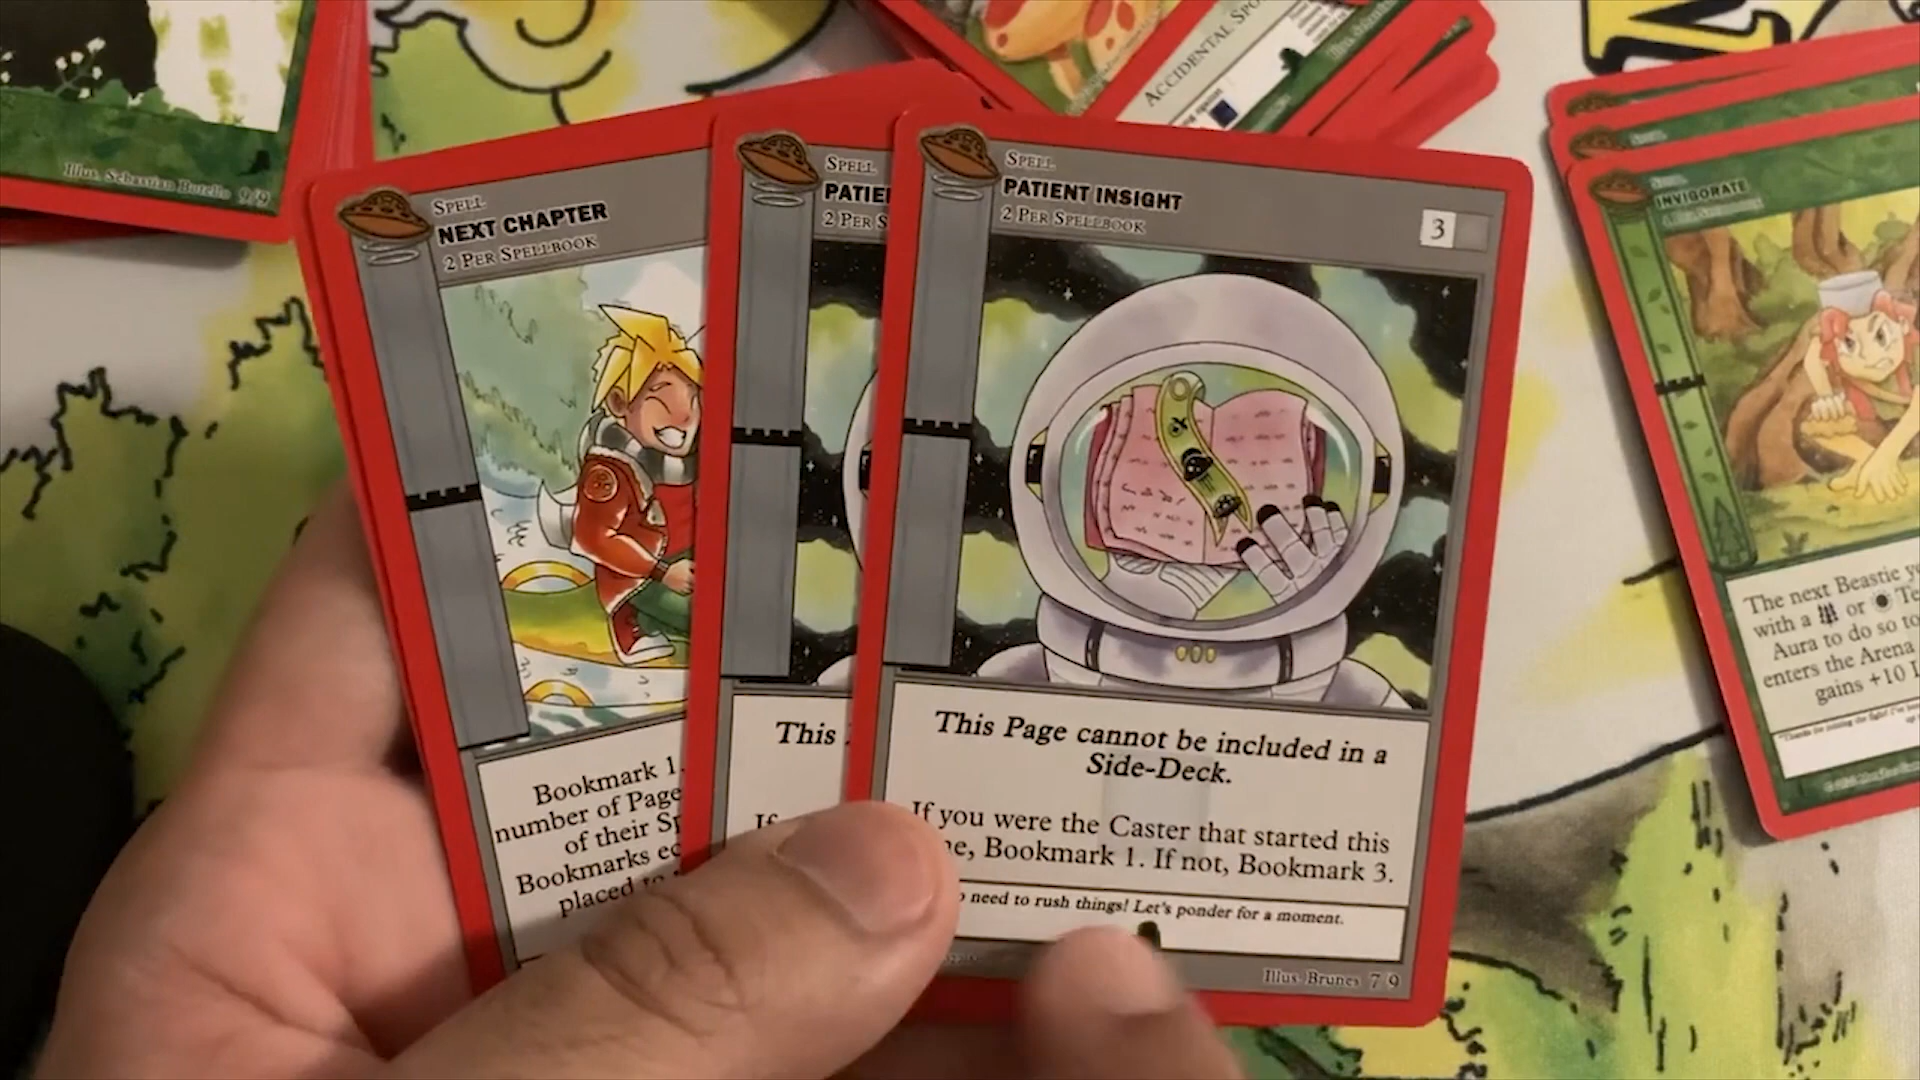 Illus. Sebastian Botello 9/9
ACCIDENTAL SPO
SPELL
NEXT CHAPTER
2 PER SPELLBOOK
Bookmark 1.
number of Page
of their Sp
Bookmarks eq
placed to
SPELL
PATIE
2 PER S
This
If
SPELL
PATIENT INSIGHT
2 PER SPELLBOOK
3
This Page cannot be included in a
Side-Deck.
If you were the Caster that started this
e, Bookmark 1. If not, Bookmark 3.
need to rush things! Let's ponder for a moment.
Illus. Brunes 7/9
INVIGORATE
The next Beastie y
with a or Te
Aura to do so to
enters the Arena
gains +10 L